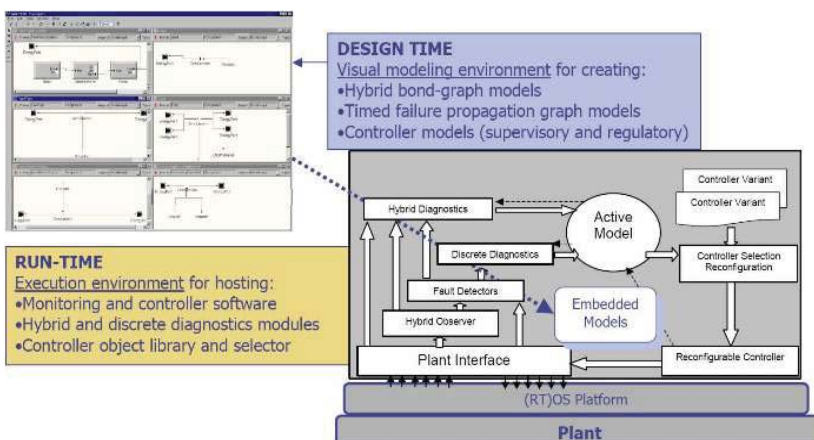 DESIGN TIME
Visual modeling environment for creating:
•Hybrid bond-graph models
•Timed failure propagation graph models
•Controller models (supervisory and regulatory)
RUN-TIME
Execution environment for hosting:
•Monitoring and controller software
•Hybrid and discrete diagnostics modules
•Controller object library and selector
Hybrid Diagnostics
Discrete Diagnostics
Fault Detectors
Hybrid Observer
Plant Interface
Active
Model
Embedded
Models
Controller Variant
Controller Variant
Controller Selection
Reconfiguration
Reconfigurable Controller
(RT)OS Platform
Plant